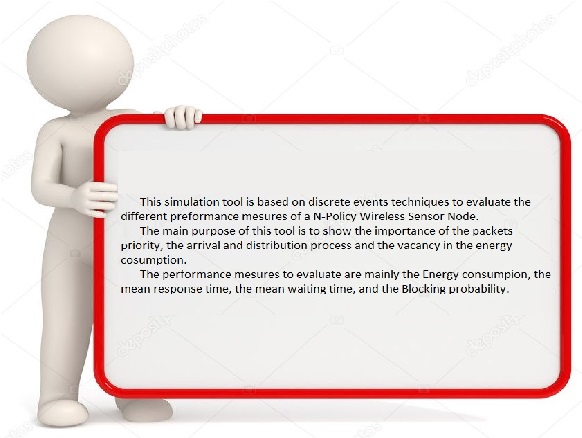 This simulation tool is based on discrete events techniques to evaluate the
different preformance mesures of a N-Policy Wireless Sensor Node.
The main purpose of this tool is to show the importance of the packets
priority, the arrival and distribution process and the vacancy in the energy
cosumption.
The performance mesures to evaluate are mainly the Energy consumpion, the
mean response time, the mean waiting time, and the Blocking probability.